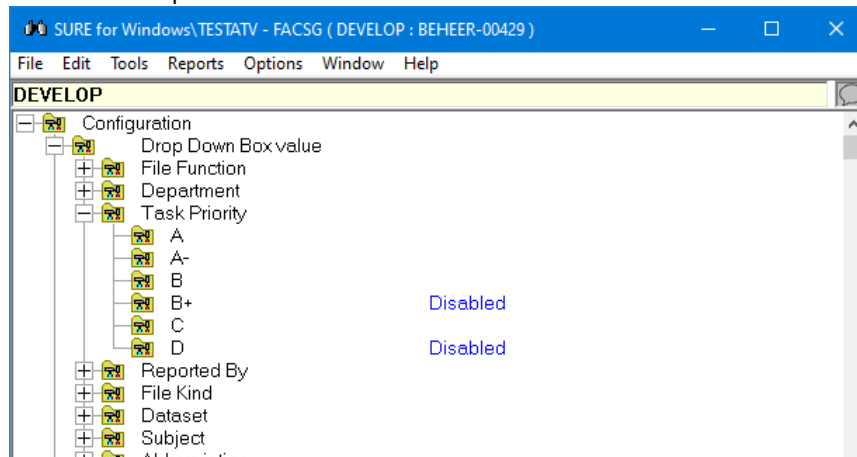 SURE for Windows\TESTATV - FACSG ( DEVELOP : BEHEER-00429 )
File Edit Tools Reports Options Window Help
DEVELOP
Configuration
Drop Down Box value
File Function
Department
Task Priority
A
A-
B
B+ Disabled
C
D Disabled
Reported By
File Kind
Dataset
Subject